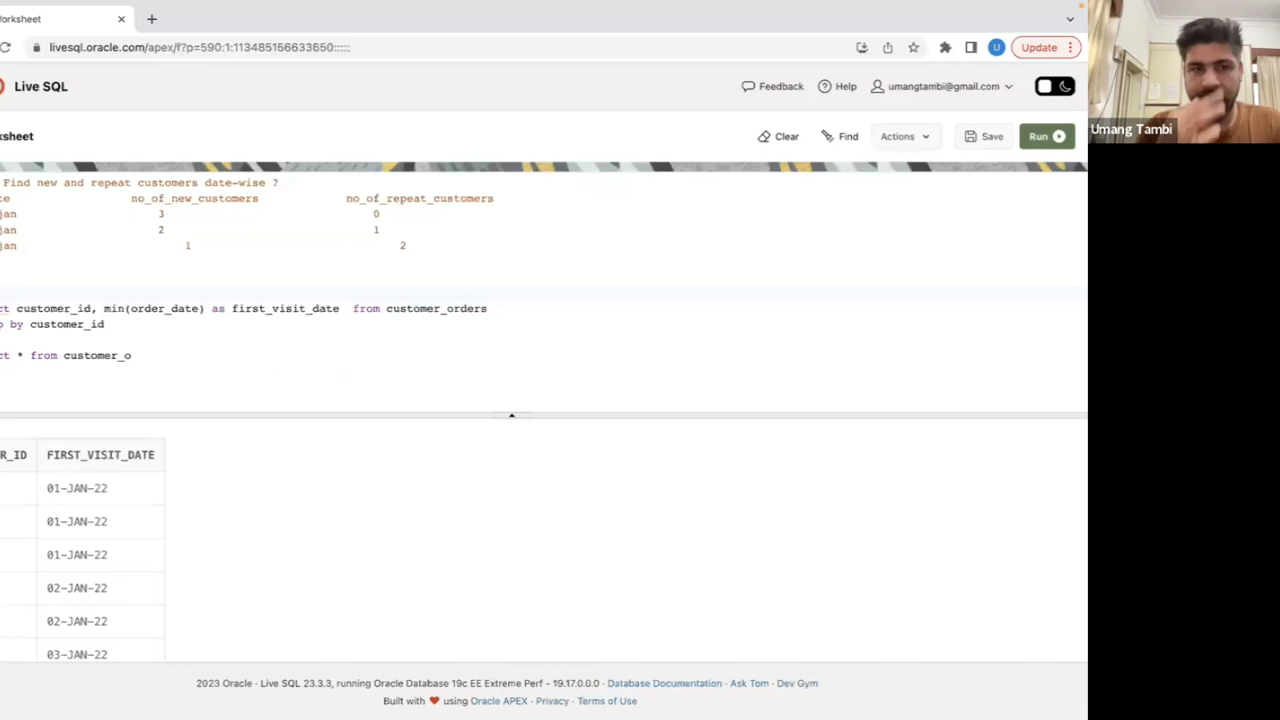 orksheet
livesql.oracle.com/apex/f?p=590:1:113485156633650:::::
U
Update
Live SQL
Feedback
Help
umangtambi@gmail.com
ksheet
Clear
Find
Actions
Save
Run
Umang Tambi
Find new and repeat customers date-wise ?
te no_of_new_customers no_of_repeat_customers
jan 3 0
jan 2 1
jan 1 2
ct customer_id, min(order_date) as first_visit_date from customer_orders
p by customer_id
ct * from customer_o
R_ID FIRST_VISIT_DATE
01-JAN-22
01-JAN-22
01-JAN-22
02-JAN-22
02-JAN-22
03-JAN-22
2023 Oracle · Live SQL 23.3.3, running Oracle Database 19c EE Extreme Perf - 19.17.0.0.0 · Database Documentation · Ask Tom · Dev Gym
Built with ❤ using Oracle APEX · Privacy · Terms of Use